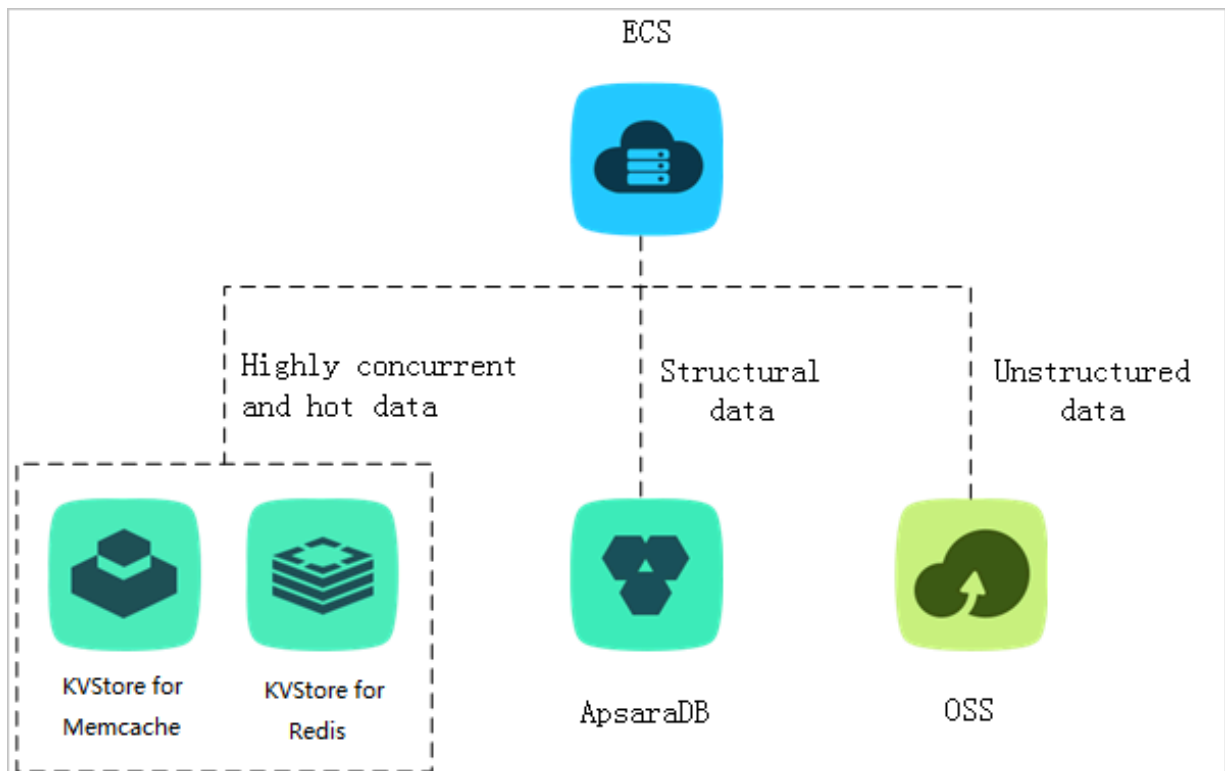 ECS
Highly concurrent
and hot data
Structural
data
Unstructured
data
KVStore for
Memcache
KVStore for
Redis
ApsaraDB
OSS